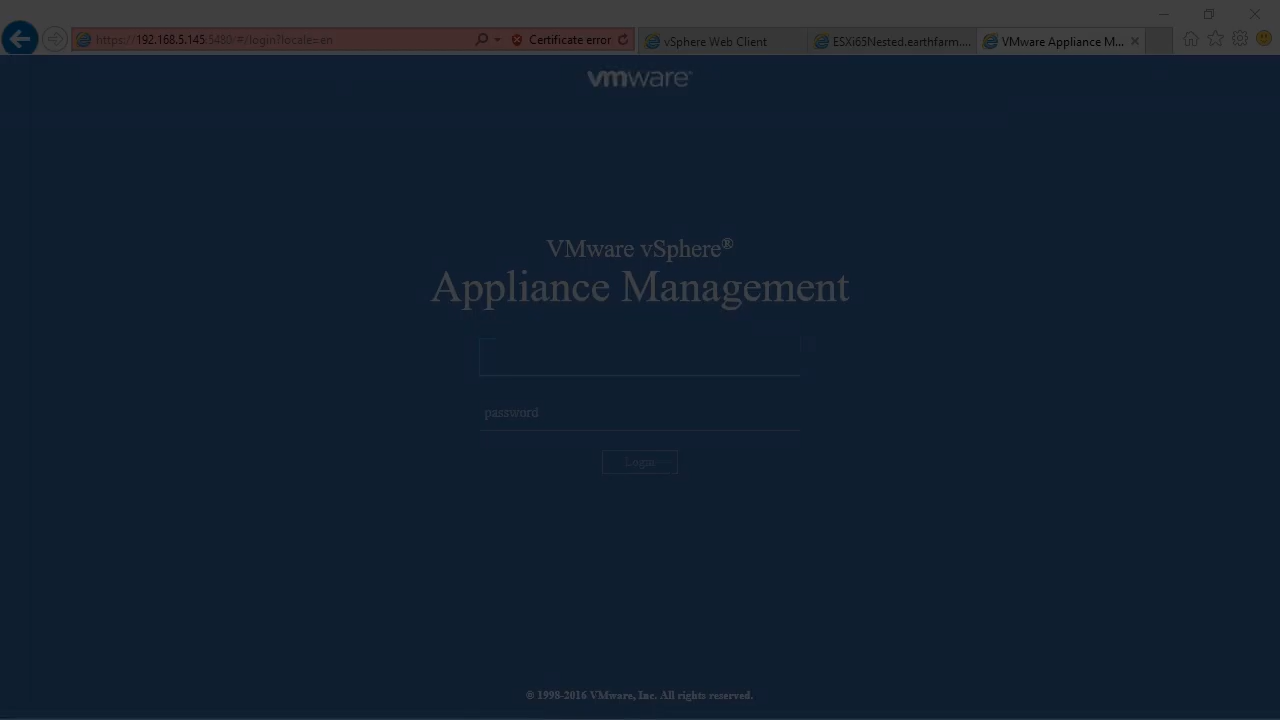 https://192.168.5.145:5480/#/login?locale=en
Certificate error
vSphere Web Client
ESXi65Nested.earthfarm....
VMware Appliance M...
vmware®
VMware vSphere®
Appliance Management
password
Login
© 1998-2016 VMware, Inc. All rights reserved.